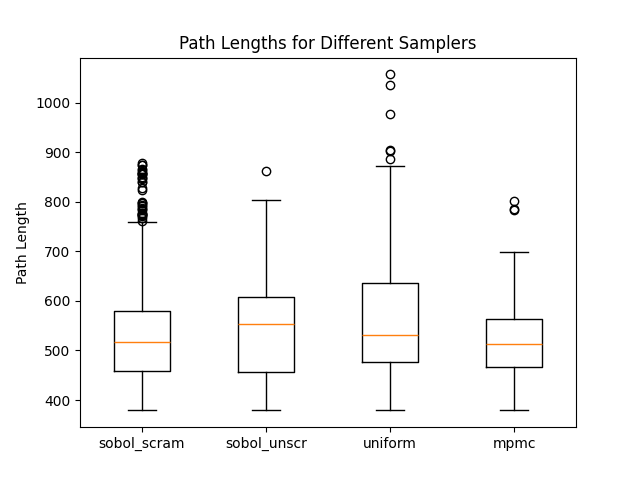 Path Lengths for Different Samplers
Path Length
1000
900
800
700
600
500
400
sobol_scram
sobol_unscr
uniform
mpmc